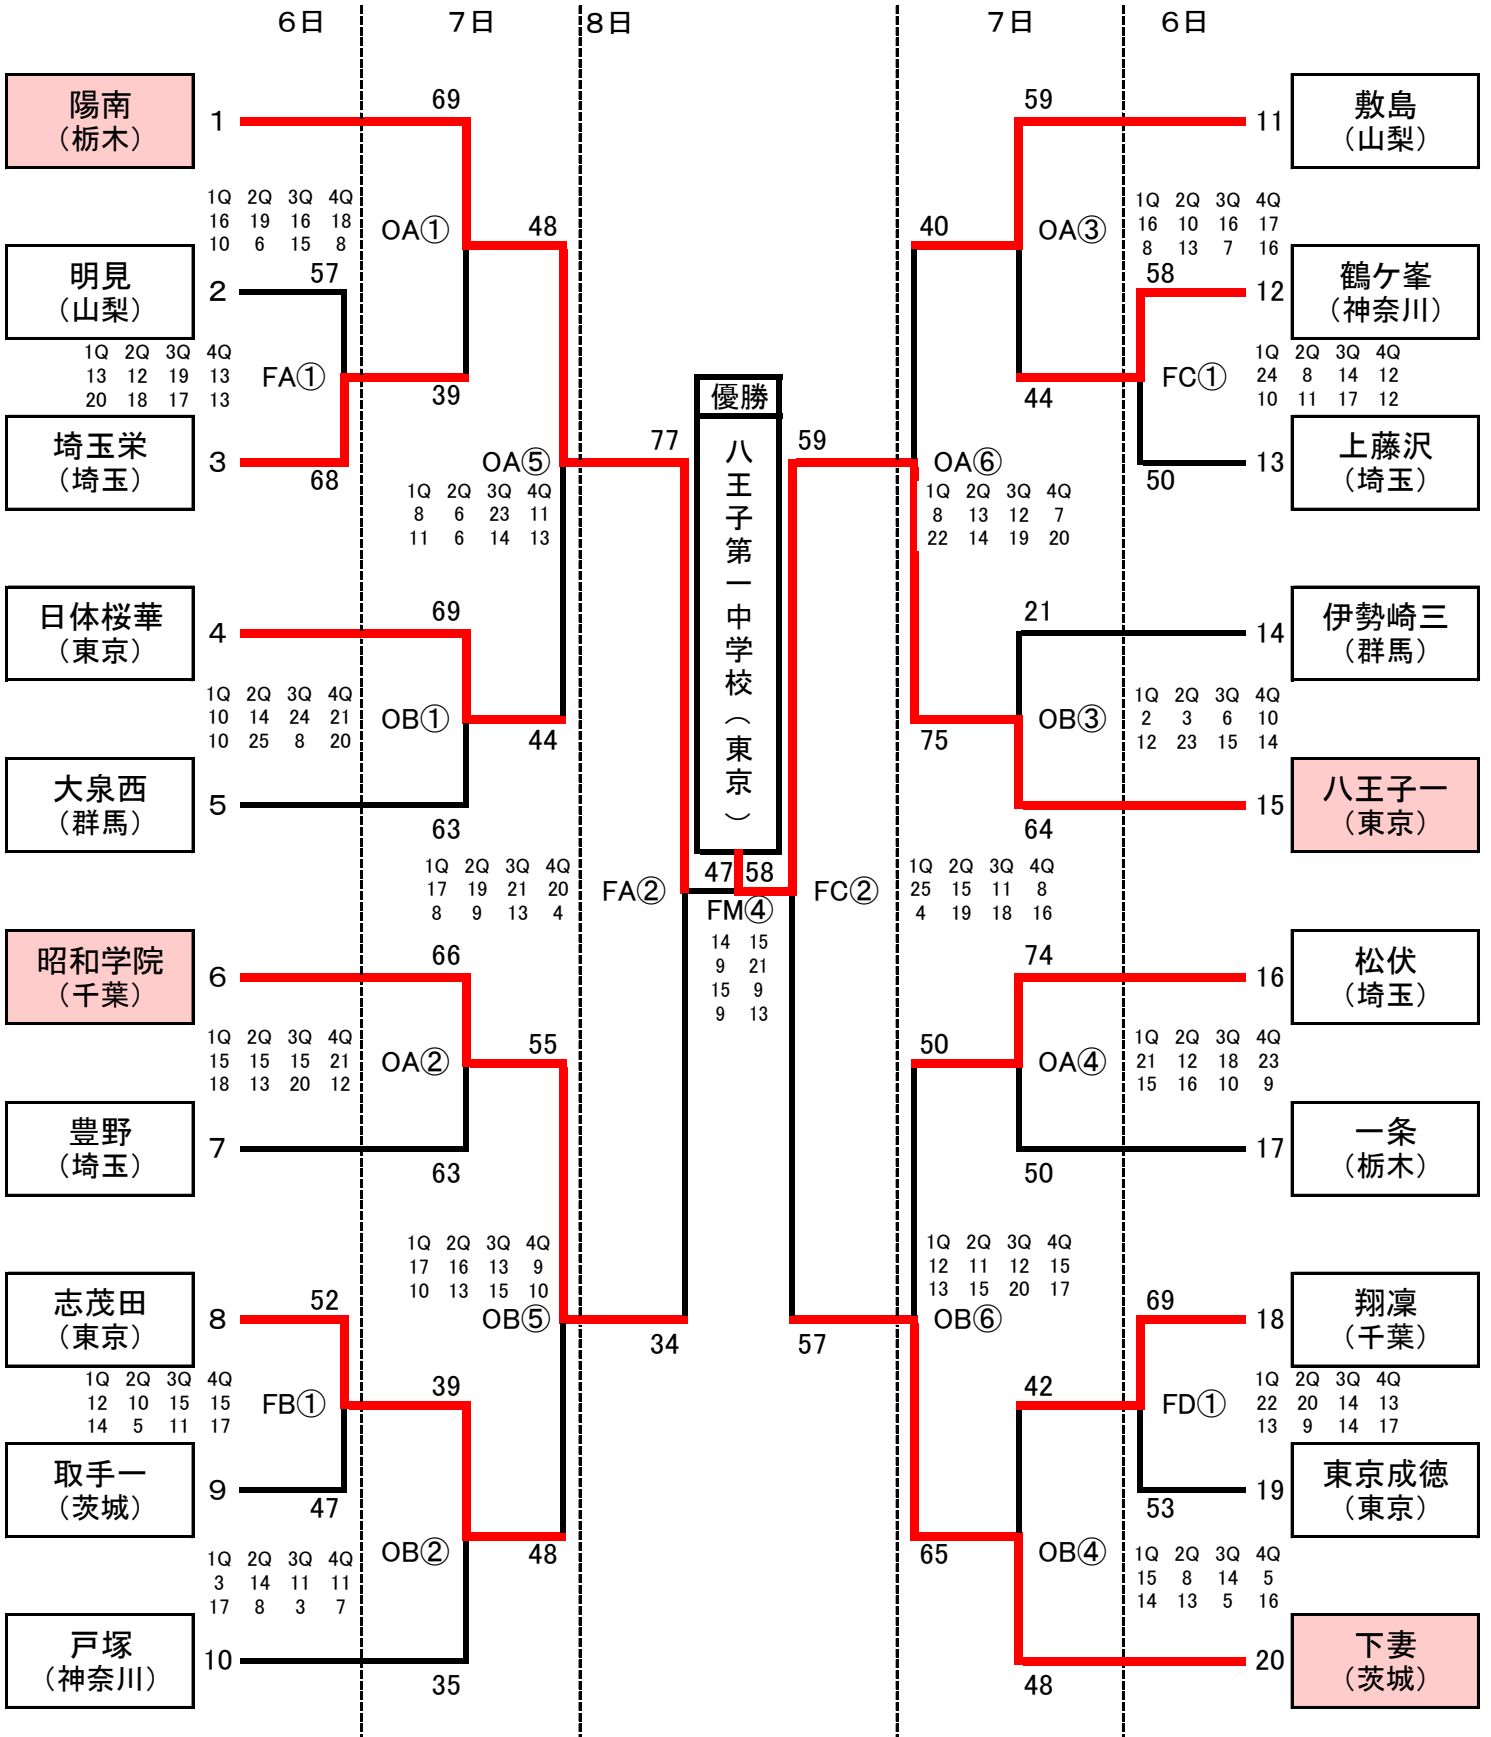 6日 7日 8日 7日 6日
69 59
陽南
（栃木）
1
11
敷島
（山梨）
1Q 2Q 3Q 4Q
16 19 16 18
10 6 15 8
OA①
48
40
OA③
1Q 2Q 3Q 4Q
16 10 16 17
8 13 7 16
明見
（山梨）
2
57
58
12
鶴ケ峯
（神奈川）
1Q 2Q 3Q 4Q
13 12 19 13
20 18 17 13
FA①
39
44
FC①
1Q 2Q 3Q 4Q
24 8 14 12
10 11 17 12
優勝
八王子第一中学校（東京）
埼玉栄
（埼玉）
3
68
OA⑤
77
59
OA⑥
50
13
上藤沢
（埼玉）
1Q 2Q 3Q 4Q
8 6 23 11
11 6 14 13
1Q 2Q 3Q 4Q
8 13 12 7
22 14 19 20
日体桜華
（東京）
4
69
21
14
伊勢崎三
（群馬）
1Q 2Q 3Q 4Q
10 14 24 21
10 25 8 20
OB①
44
75
OB③
1Q 2Q 3Q 4Q
2 3 6 10
12 23 15 14
大泉西
（群馬）
5
63
64
15
八王子一
（東京）
1Q 2Q 3Q 4Q
17 19 21 20
8 9 13 4
FA②
47 58
FM④
14 15
9 21
15 9
9 13
FC②
1Q 2Q 3Q 4Q
25 15 11 8
4 19 18 16
昭和学院
（千葉）
6
66
74
16
松伏
（埼玉）
1Q 2Q 3Q 4Q
15 15 15 21
18 13 20 12
OA②
55
50
OA④
1Q 2Q 3Q 4Q
21 12 18 23
15 16 10 9
豊野
（埼玉）
7
63
50
17
一条
（栃木）
1Q 2Q 3Q 4Q
17 16 13 9
10 13 15 10
OB⑤
34
57
1Q 2Q 3Q 4Q
12 11 12 15
13 15 20 17
OB⑥
志茂田
（東京）
8
52
69
18
翔凜
（千葉）
1Q 2Q 3Q 4Q
12 10 15 15
14 5 11 17
FB①
39
42
FD①
1Q 2Q 3Q 4Q
22 20 14 13
13 9 14 17
取手一
（茨城）
9
47
53
19
東京成徳
（東京）
1Q 2Q 3Q 4Q
3 14 11 11
17 8 3 7
OB②
48
65
OB④
1Q 2Q 3Q 4Q
15 8 14 5
14 13 5 16
戸塚
（神奈川）
10
35
48
20
下妻
（茨城）